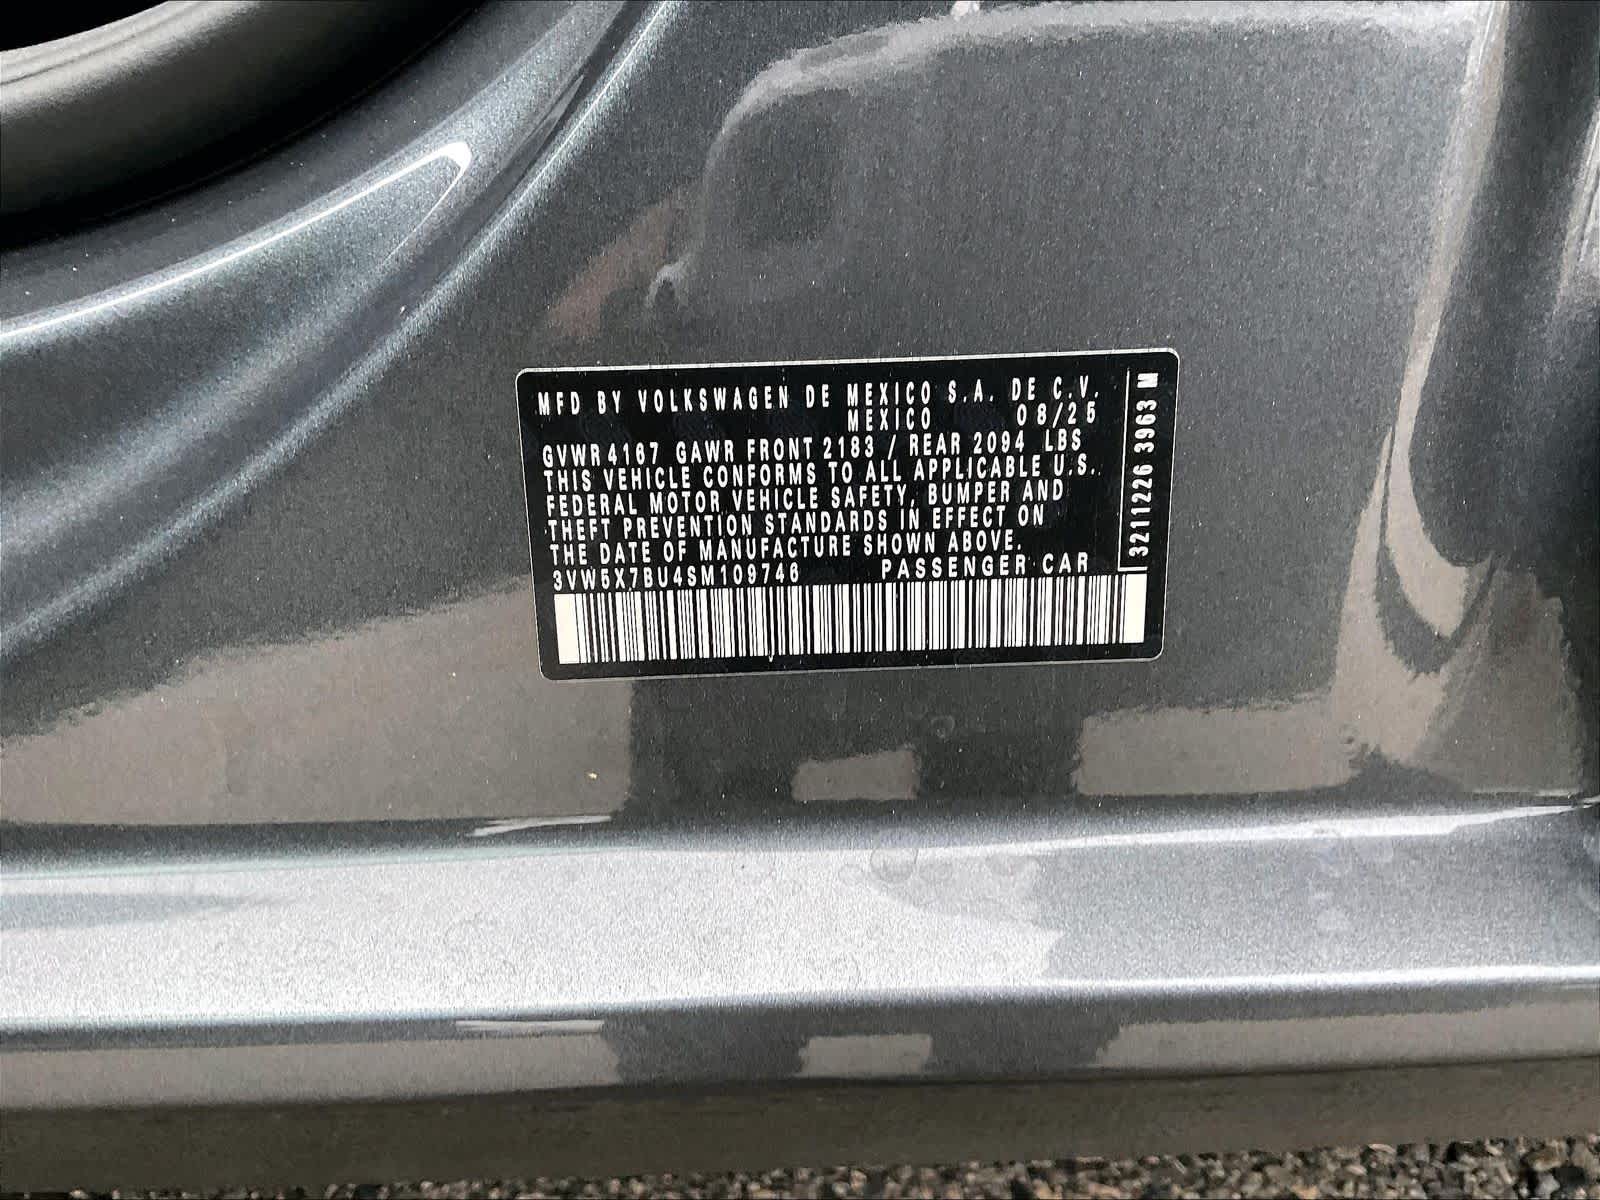 MFD BY VOLKSWAGEN DE MEXICO S.A. DE C.V.
MEXICO 08/25
GVWR 4167 GAWR FRONT 2183 / REAR 2094 LBS
THIS VEHICLE CONFORMS TO ALL APPLICABLE U.S.
FEDERAL MOTOR VEHICLE SAFETY, BUMPER AND
THEFT PREVENTION STANDARDS IN EFFECT ON
THE DATE OF MANUFACTURE SHOWN ABOVE.
3VW5X7BU4SM109746 PASSENGER CAR
3211226 3963 M